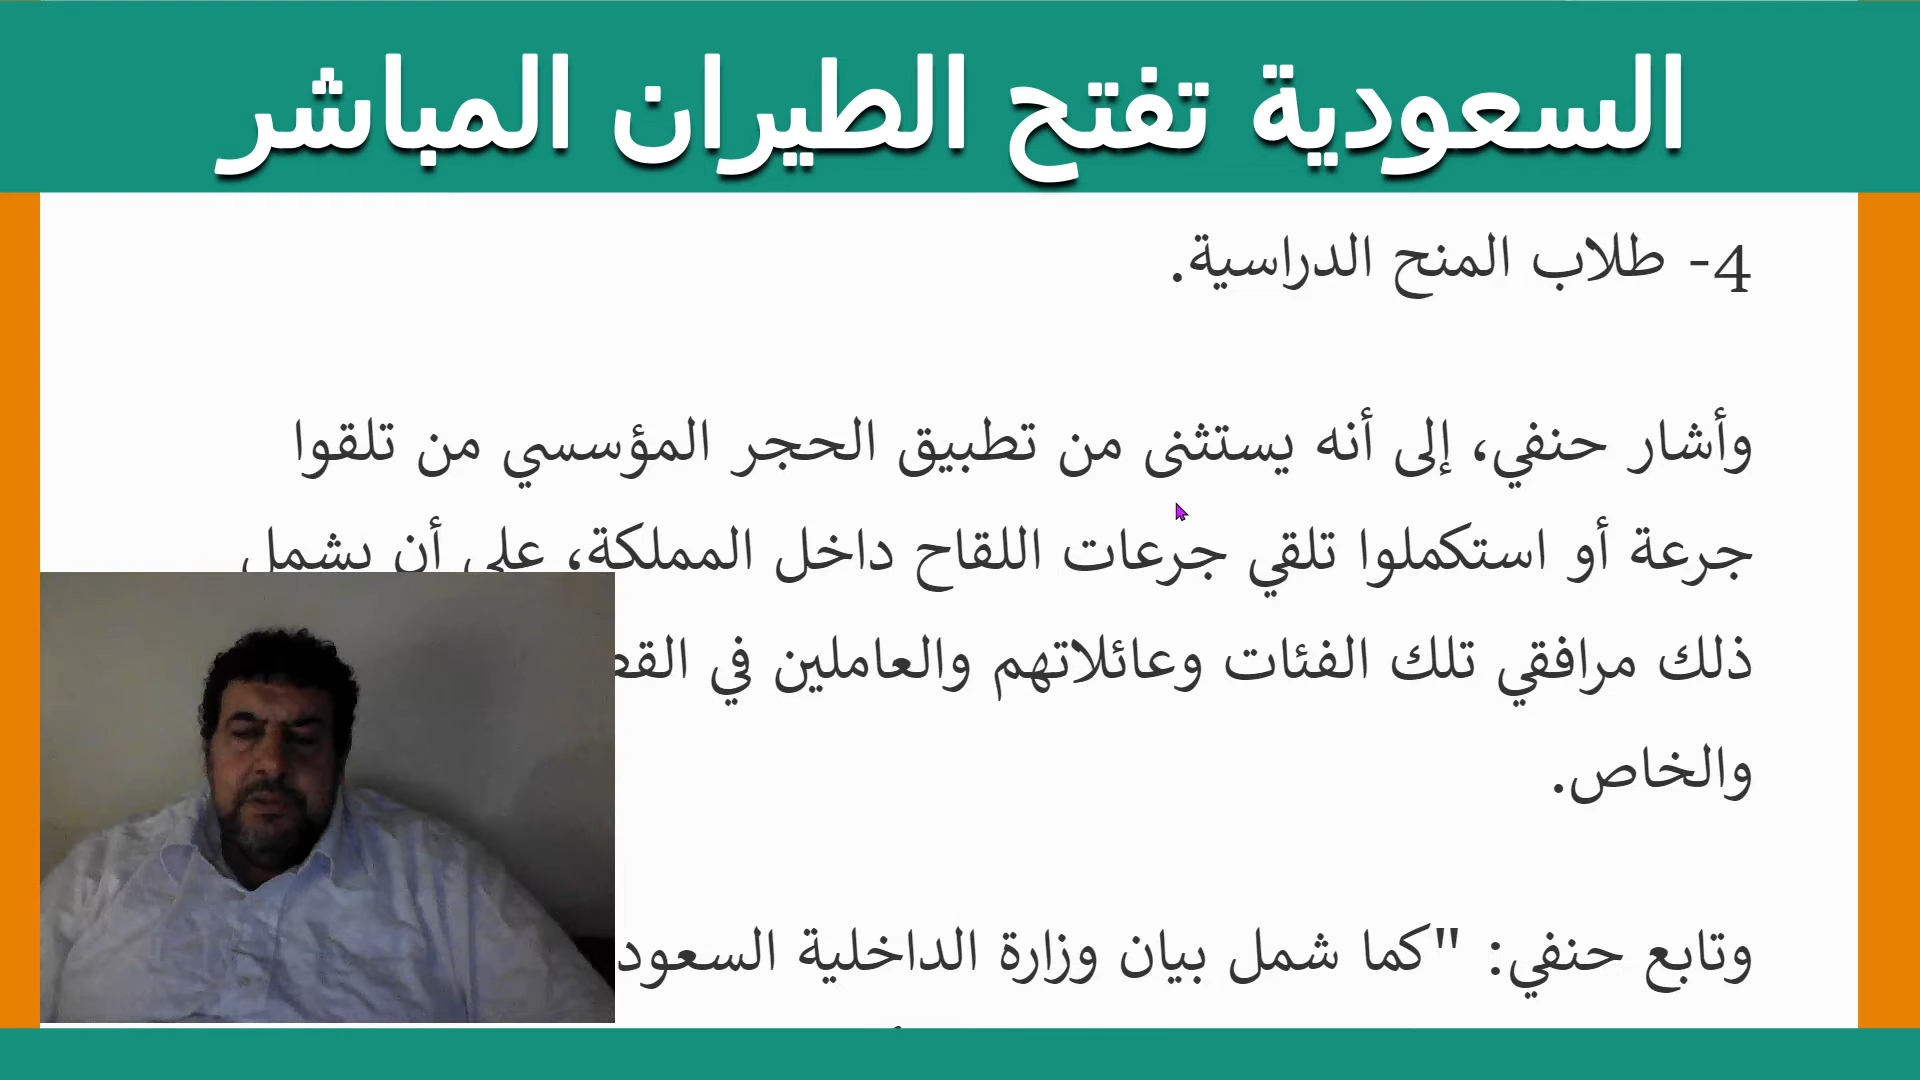 السعودية تفتح الطيران المباشر
4- طلاب المنح الدراسية.
وأشار حنفي، إلى أنه يستثنى من تطبيق الحجر المؤسسي من تلقوا
جرعة أو استكملوا تلقي جرعات اللقاح داخل المملكة، على أن يشمل
ذلك مرافقي تلك الفئات وعائلاتهم والعاملين في
والخاص.
وتابع حنفي: "كما شمل بيان وزارة الداخلية